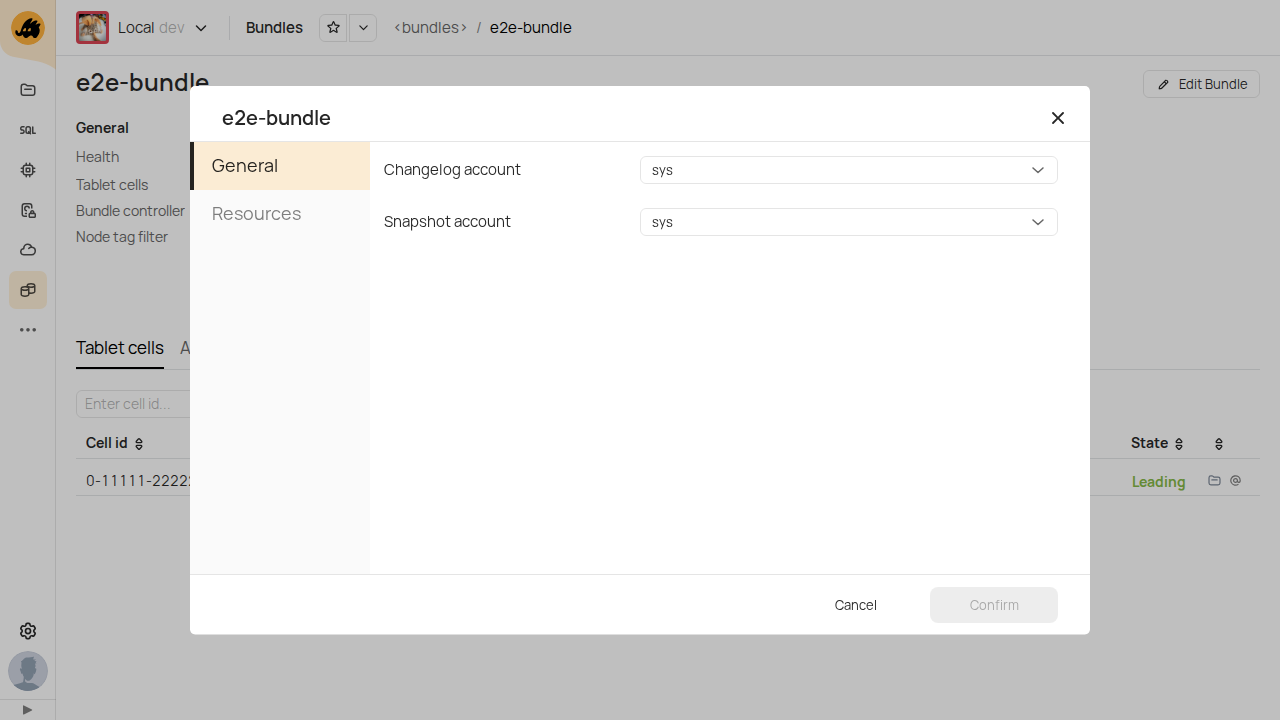 Local dev
Bundles
<bundles> / e2e-bundle
e2e-bundle
Edit Bundle
SQL
General
Health
Tablet cells
Bundle controller
Node tag filter
Tablet cells
A
Enter cell id...
Cell id
State
0-11111-2222
Leading
e2e-bundle
General
Resources
Changelog account
sys
Snapshot account
sys
Cancel
Confirm